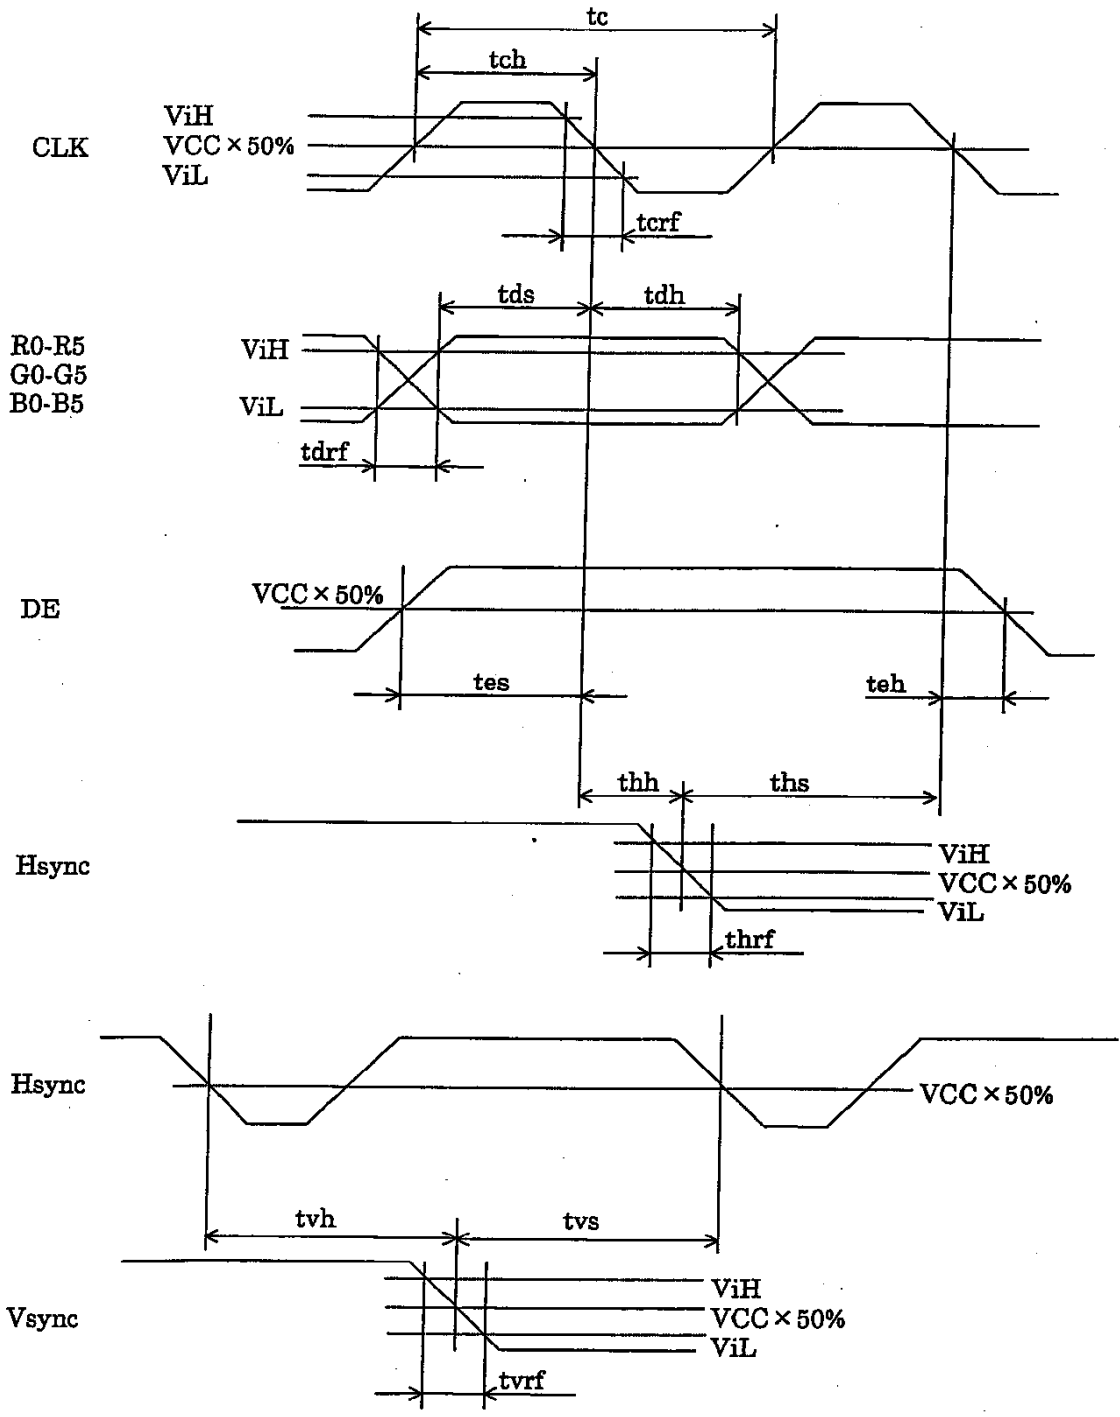 tc
tch
ViH
CLK VCC×50%
ViL
tcrf
tds tdh
R0-R5 ViH
G0-G5
B0-B5 ViL
tdrf
VCC×50%
DE
tes teh
thh ths
ViH
Hsync VCC×50%
ViL
thrf
Hsync VCC×50%
tvh tvs
ViH
Vsync VCC×50%
ViL
tvrf